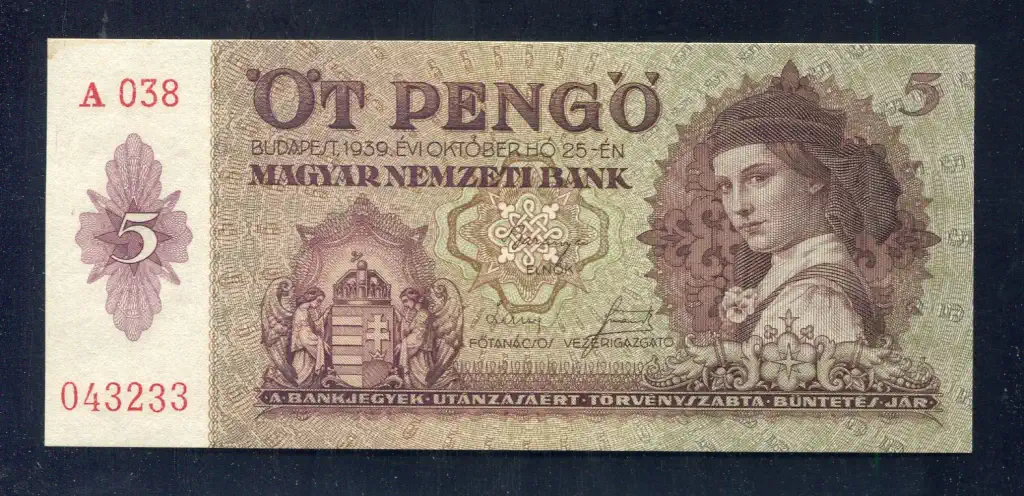 A 038
5
043233
ÖT PENGŐ
BUDAPEST, 1939. ÉVI OKTÓBER HÓ 25-ÉN
MAGYAR NEMZETI BANK
ELNÖK
FŐTANÁCSOS VEZÉRIGAZGATÓ
·A·BANKJEGYEK·UTÁNZÁSÁÉRT·TÖRVÉNYSZABTA·BÜNTETÉS·JÁR·
5